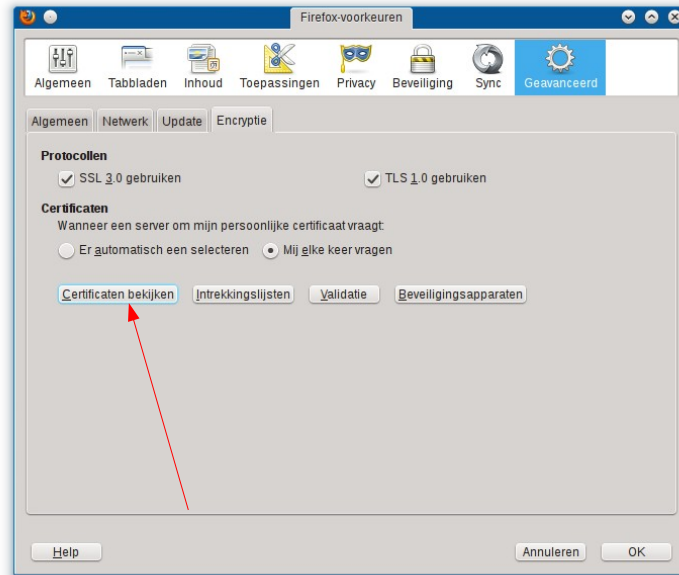 Firefox-voorkeuren
Algemeen Tabbladen Inhoud Toepassingen Privacy Beveiliging Sync Geavanceerd
Algemeen Netwerk Update Encryptie
Protocollen
SSL 3.0 gebruiken TLS 1.0 gebruiken
Certificaten
Wanneer een server om mijn persoonlijke certificaat vraagt:
Er automatisch een selecteren Mij elke keer vragen
Certificaten bekijken Intrekkingslijsten Validatie Beveiligingsapparaten
Help Annuleren OK